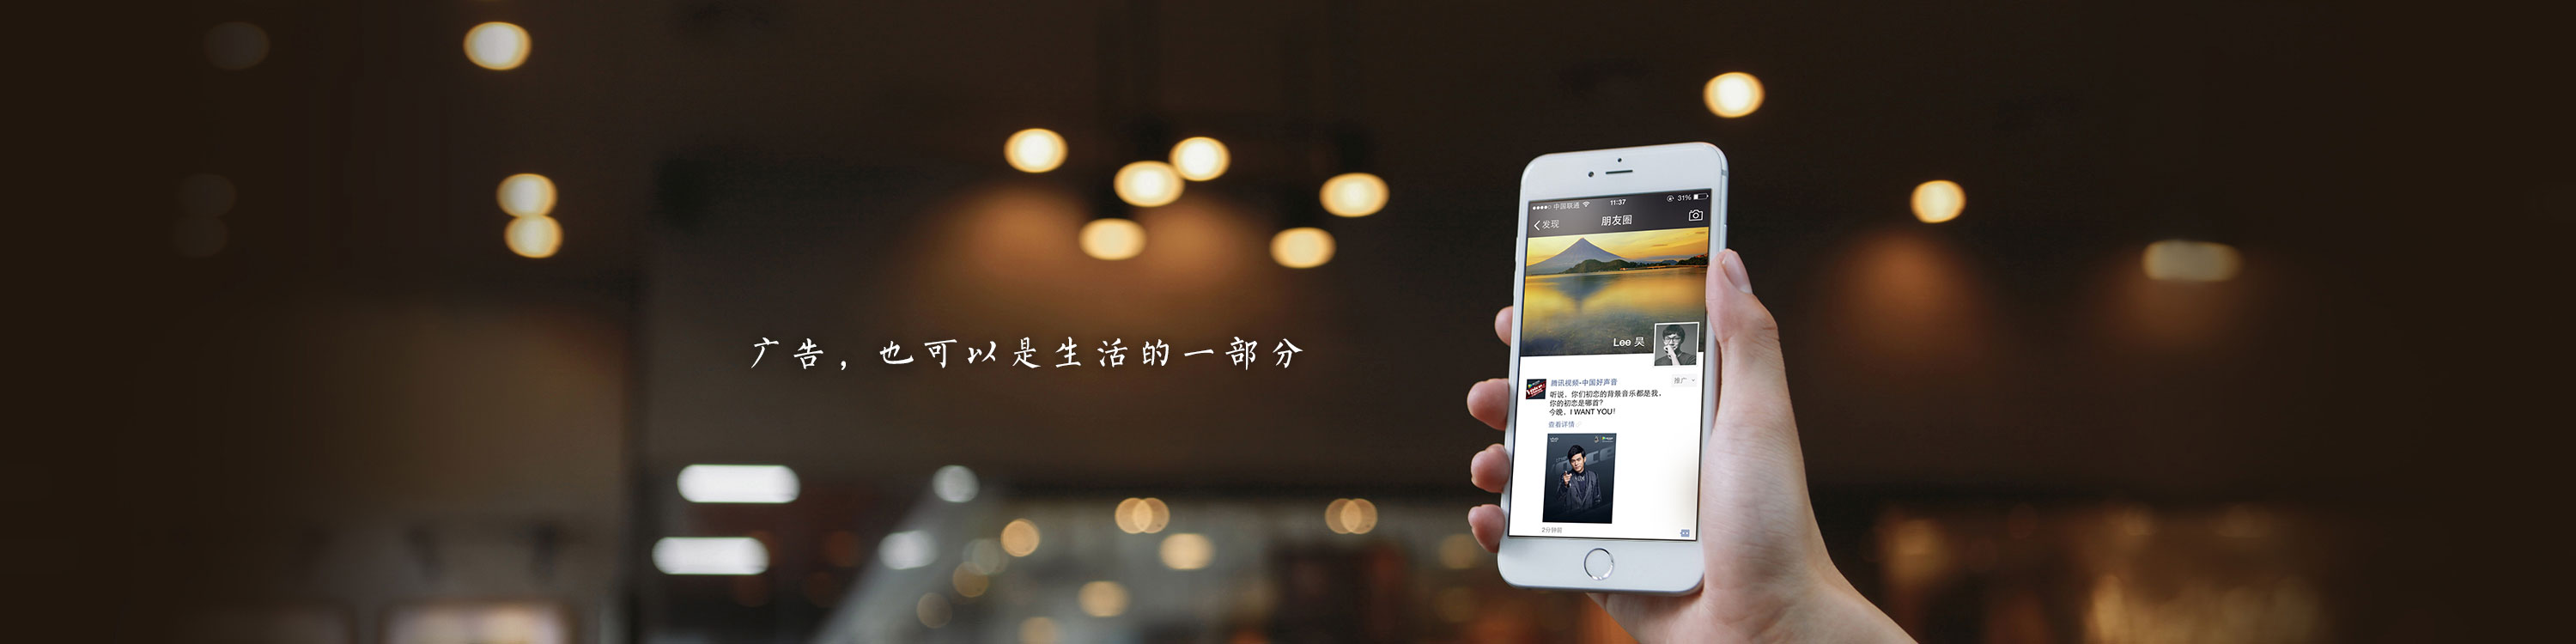 广告，也可以是生活的一部分
中国联通 11:37 31%
发现 朋友圈
Lee 昊
腾讯视频-中国好声音 推广
听说，你们初恋的背景音乐都是我，
你的初恋是哪首？
今晚，I WANT YOU！
查看详情
2分钟前